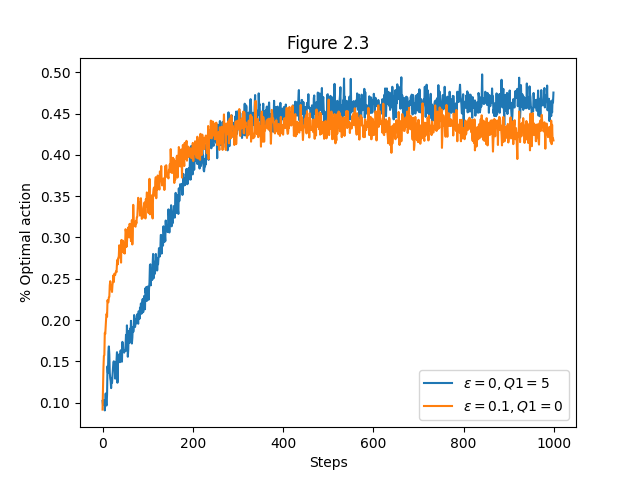 Figure 2.3
% Optimal action
0.50
0.45
0.40
0.35
0.30
0.25
0.20
0.15
0.10
ε = 0, Q1 = 5
ε = 0.1, Q1 = 0
0 200 400 600 800 1000
Steps